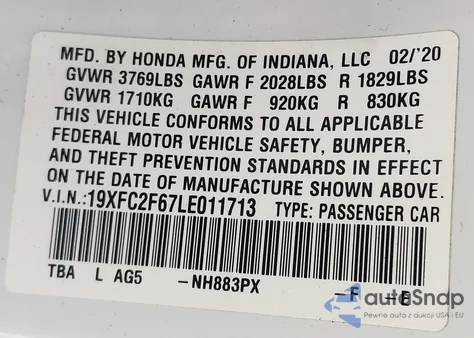 MFD. BY HONDA MFG. OF INDIANA, LLC 02/'20
GVWR 3769LBS GAWR F 2028LBS R 1829LBS
GVWR 1710KG GAWR F 920KG R 830KG
THIS VEHICLE CONFORMS TO ALL APPLICABLE
FEDERAL MOTOR VEHICLE SAFETY, BUMPER,
AND THEFT PREVENTION STANDARDS IN EFFECT
ON THE DATE OF MANUFACTURE SHOWN ABOVE.
V.I.N.:19XFC2F67LE011713 TYPE: PASSENGER CAR
TBA L AG5 -NH883PX -F -E
autoSnap
Pewne auta z aukcji USA i EU